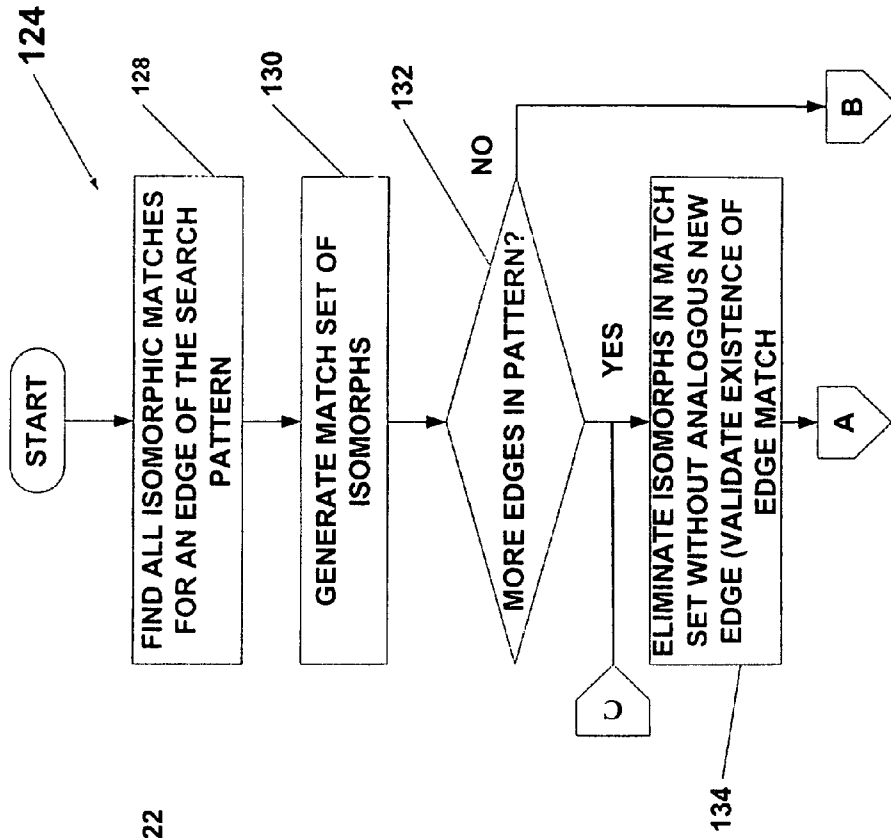 124
START
FIND ALL ISOMORPHIC MATCHES
FOR AN EDGE OF THE SEARCH
PATTERN
128
GENERATE MATCH SET OF
ISOMORPHS
130
MORE EDGES IN PATTERN?
132
NO
YES
B
C
ELIMINATE ISOMORPHS IN MATCH
SET WITHOUT ANALOGOUS NEW
EDGE (VALIDATE EXISTENCE OF
EDGE MATCH
134
A
22